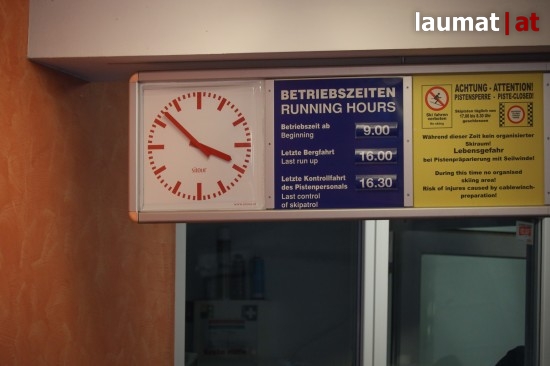 laumat|at
BETRIEBSZEITEN
RUNNING HOURS
Betriebszeit ab
Beginning
9.00
Letzte Bergfahrt
Last run up
16.00
Letzte Kontrollfahrt
des Pistenpersonals
Last control
of skipatrol
16.30
ACHTUNG - ATTENTION!
PISTENSPERRE - PISTE-CLOSED!
Während dieser Zeit kein organisierter
Skiraum!
Lebensgefahr
bei Pistenpräparierung mit Seilwinde!
During this time no organised
skiing area!
Risk of injures caused by cablewinch-
preparation!